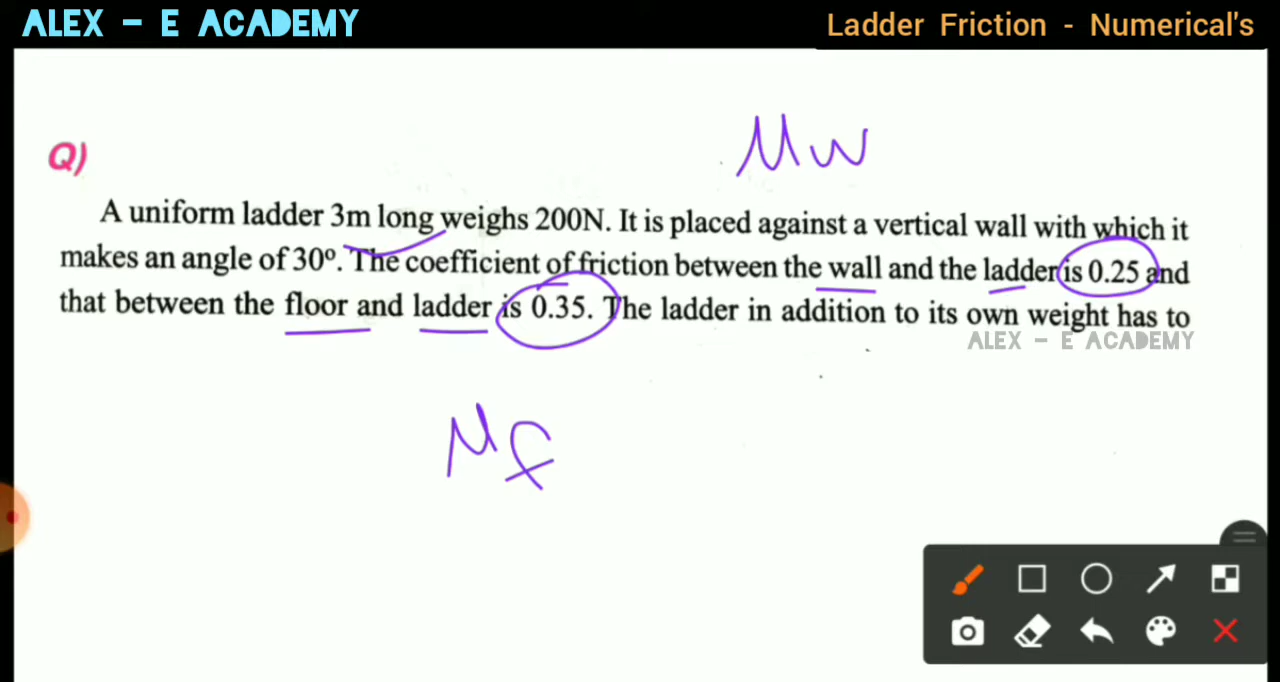 ALEX - E ACADEMY
Ladder Friction - Numerical's
μw
Q)
A uniform ladder 3m long weighs 200N. It is placed against a vertical wall with which it
makes an angle of 30º. The coefficient of friction between the wall and the ladder is 0.25 and
that between the floor and ladder is 0.35. The ladder in addition to its own weight has to
ALEX - E ACADEMY
μf